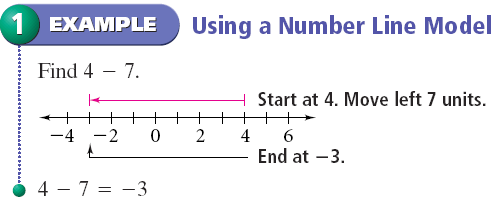 1 EXAMPLE Using a Number Line Model
Find 4 − 7.
Start at 4. Move left 7 units.
−4 −2 0 2 4 6
End at −3.
4 − 7 = −3